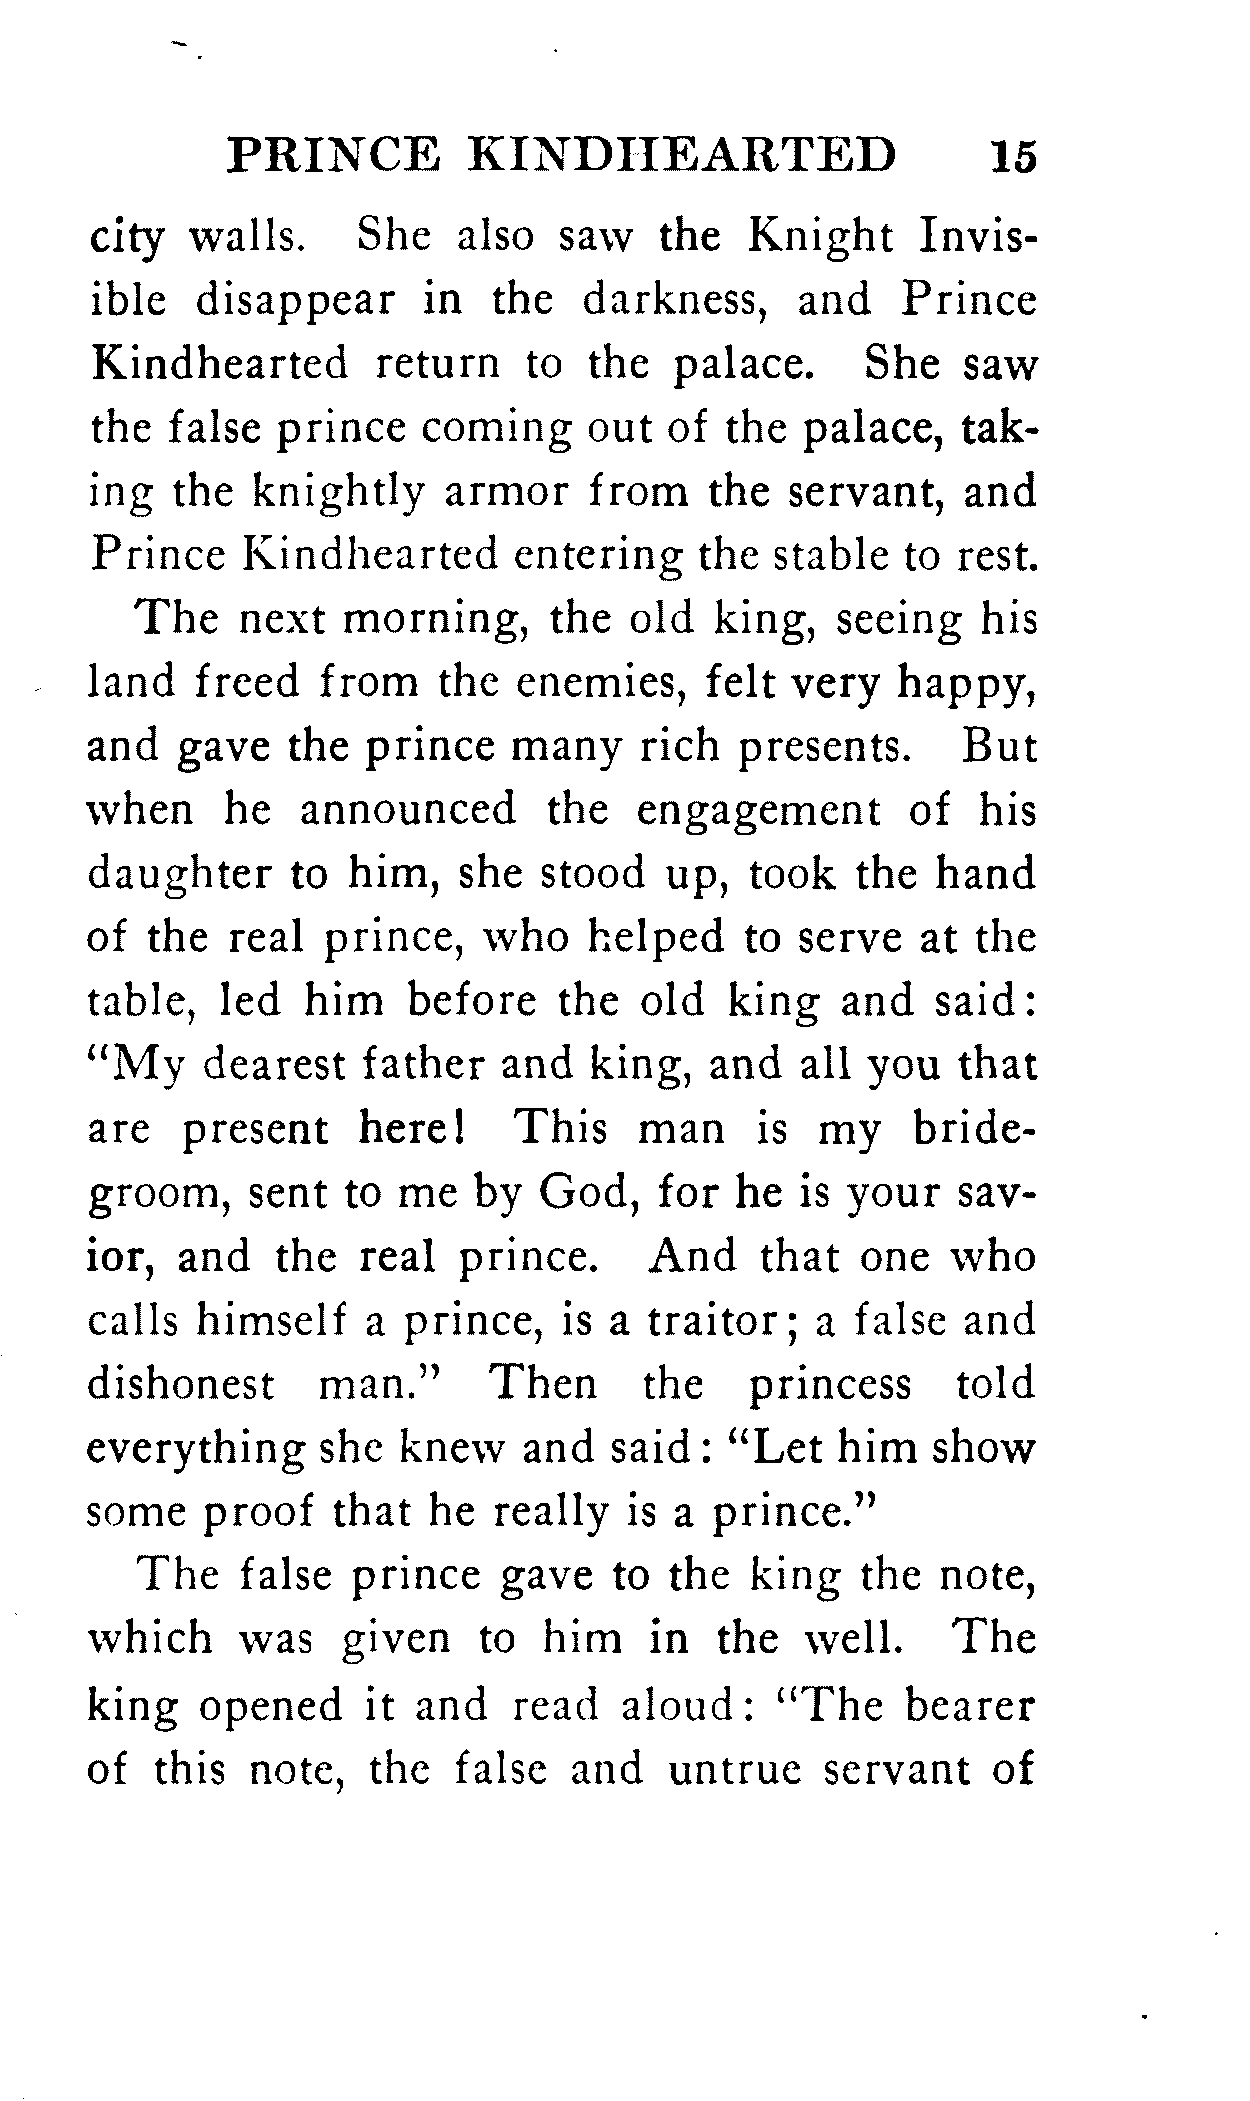 PRINCE KINDHEARTED 15
city walls. She also saw the Knight Invis-
ible disappear in the darkness, and Prince
Kindhearted return to the palace. She saw
the false prince coming out of the palace, tak-
ing the knightly armor from the servant, and
Prince Kindhearted entering the stable to rest.
The next morning, the old king, seeing his
land freed from the enemies, felt very happy,
and gave the prince many rich presents. But
when he announced the engagement of his
daughter to him, she stood up, took the hand
of the real prince, who helped to serve at the
table, led him before the old king and said:
"My dearest father and king, and all you that
are present here! This man is my bride-
groom, sent to me by God, for he is your sav-
ior, and the real prince. And that one who
calls himself a prince, is a traitor; a false and
dishonest man." Then the princess told
everything she knew and said: "Let him show
some proof that he really is a prince."
The false prince gave to the king the note,
which was given to him in the well. The
king opened it and read aloud: "The bearer
of this note, the false and untrue servant of